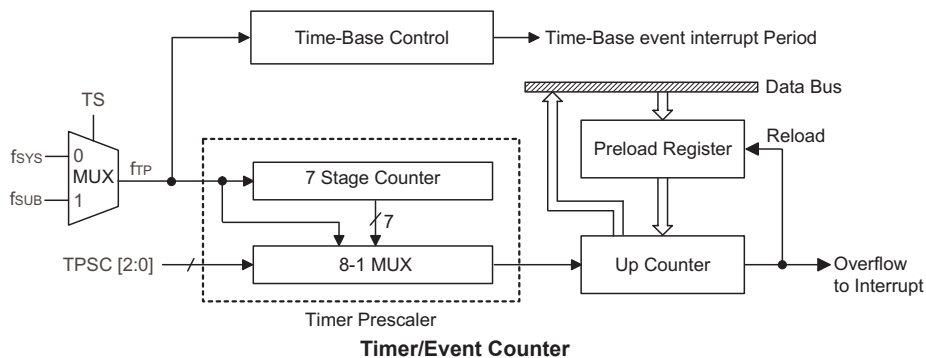 Time-Base Control
Time-Base event interrupt Period
Data Bus
TS
Preload Register
Reload
fSYS
0
MUX
fTP
fSUB
1
7 Stage Counter
7
TPSC [2:0]
8-1 MUX
Up Counter
Overflow
to Interrupt
Timer Prescaler
Timer/Event Counter